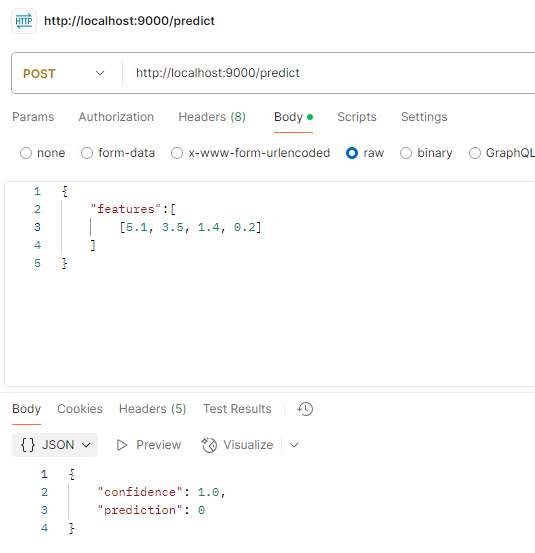 HTTP http://localhost:9000/predict
POST http://localhost:9000/predict
Params Authorization Headers (8) Body Scripts Settings
none form-data x-www-form-urlencoded raw binary GraphQL
1 {
2 "features":[
3 [5.1, 3.5, 1.4, 0.2]
4 ]
5 }
Body Cookies Headers (5) Test Results
{} JSON Preview Visualize
1 {
2 "confidence": 1.0,
3 "prediction": 0
4 }